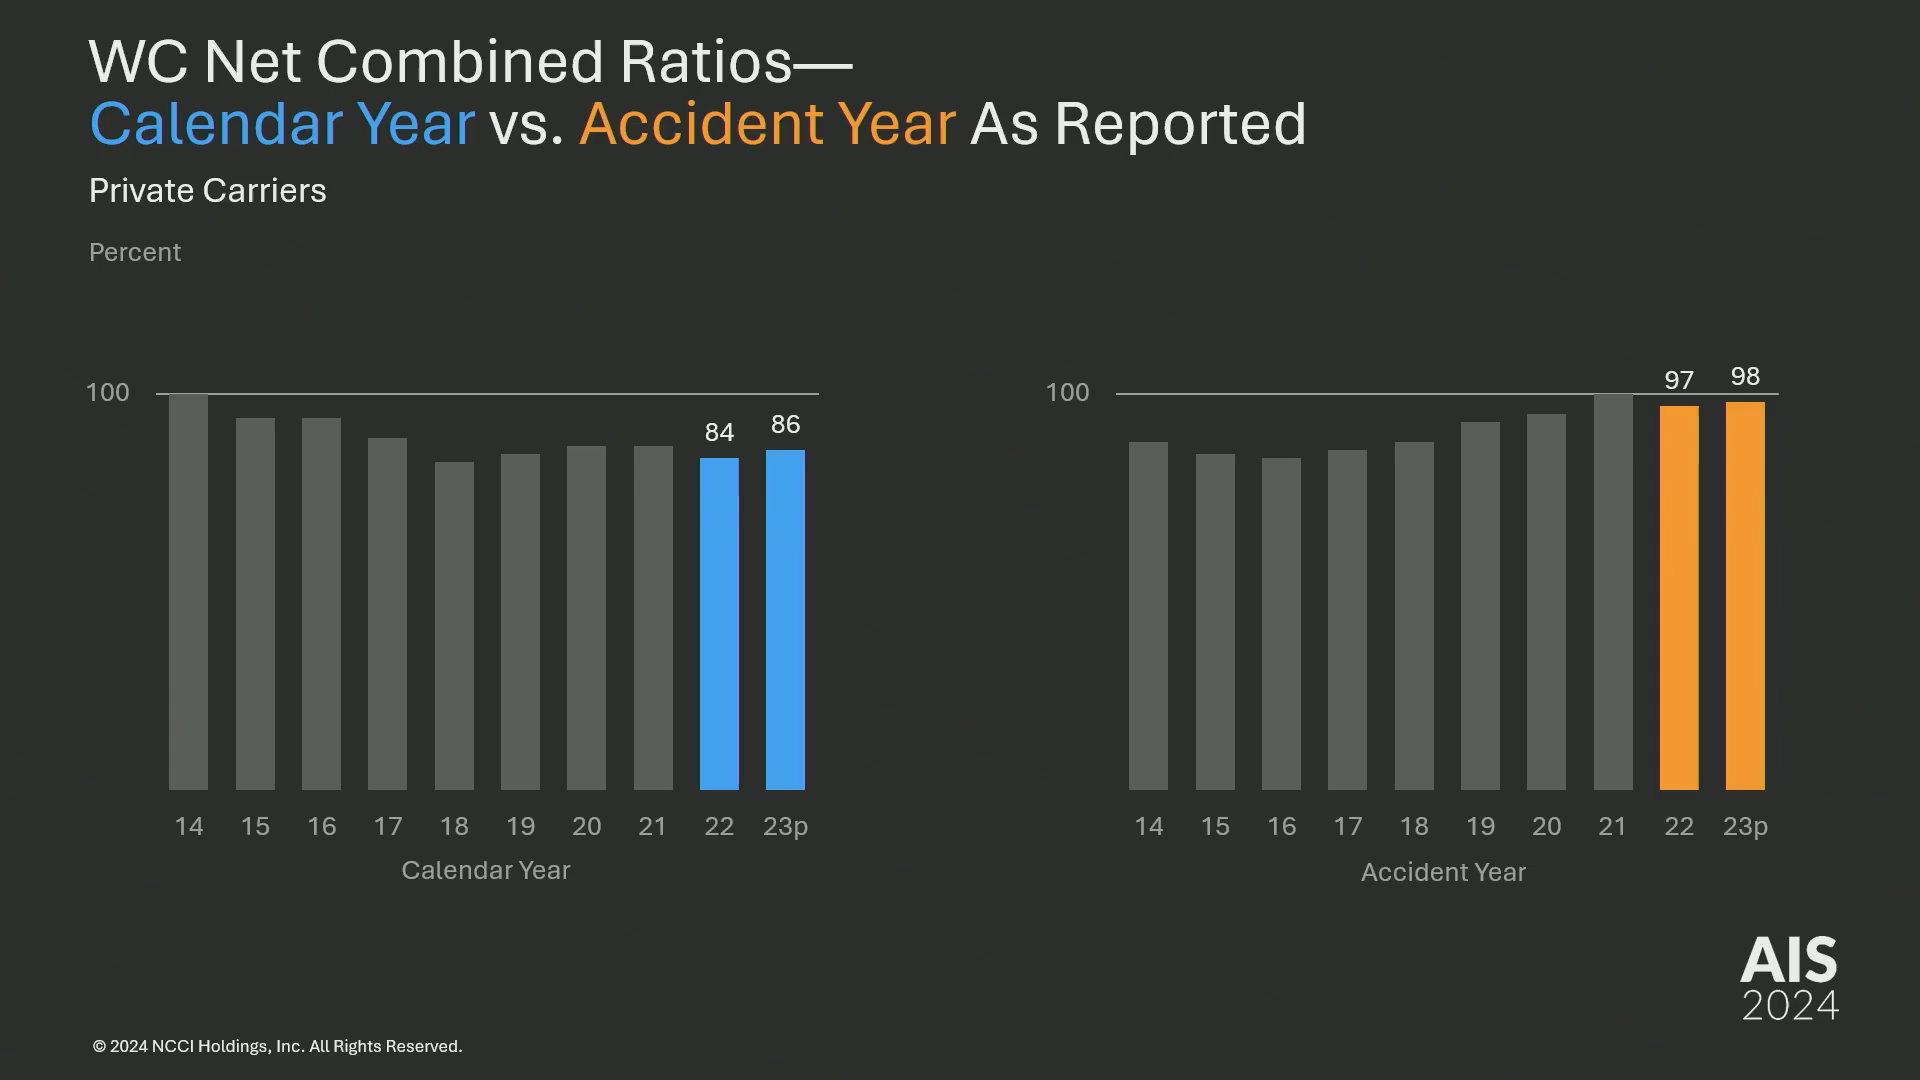 WC Net Combined Ratios—
Calendar Year vs. Accident Year As Reported
Private Carriers
Percent
100
84
86
14 15 16 17 18 19 20 21 22 23p
Calendar Year
100
97
98
14 15 16 17 18 19 20 21 22 23p
Accident Year
AIS
2024
© 2024 NCCI Holdings, Inc. All Rights Reserved.